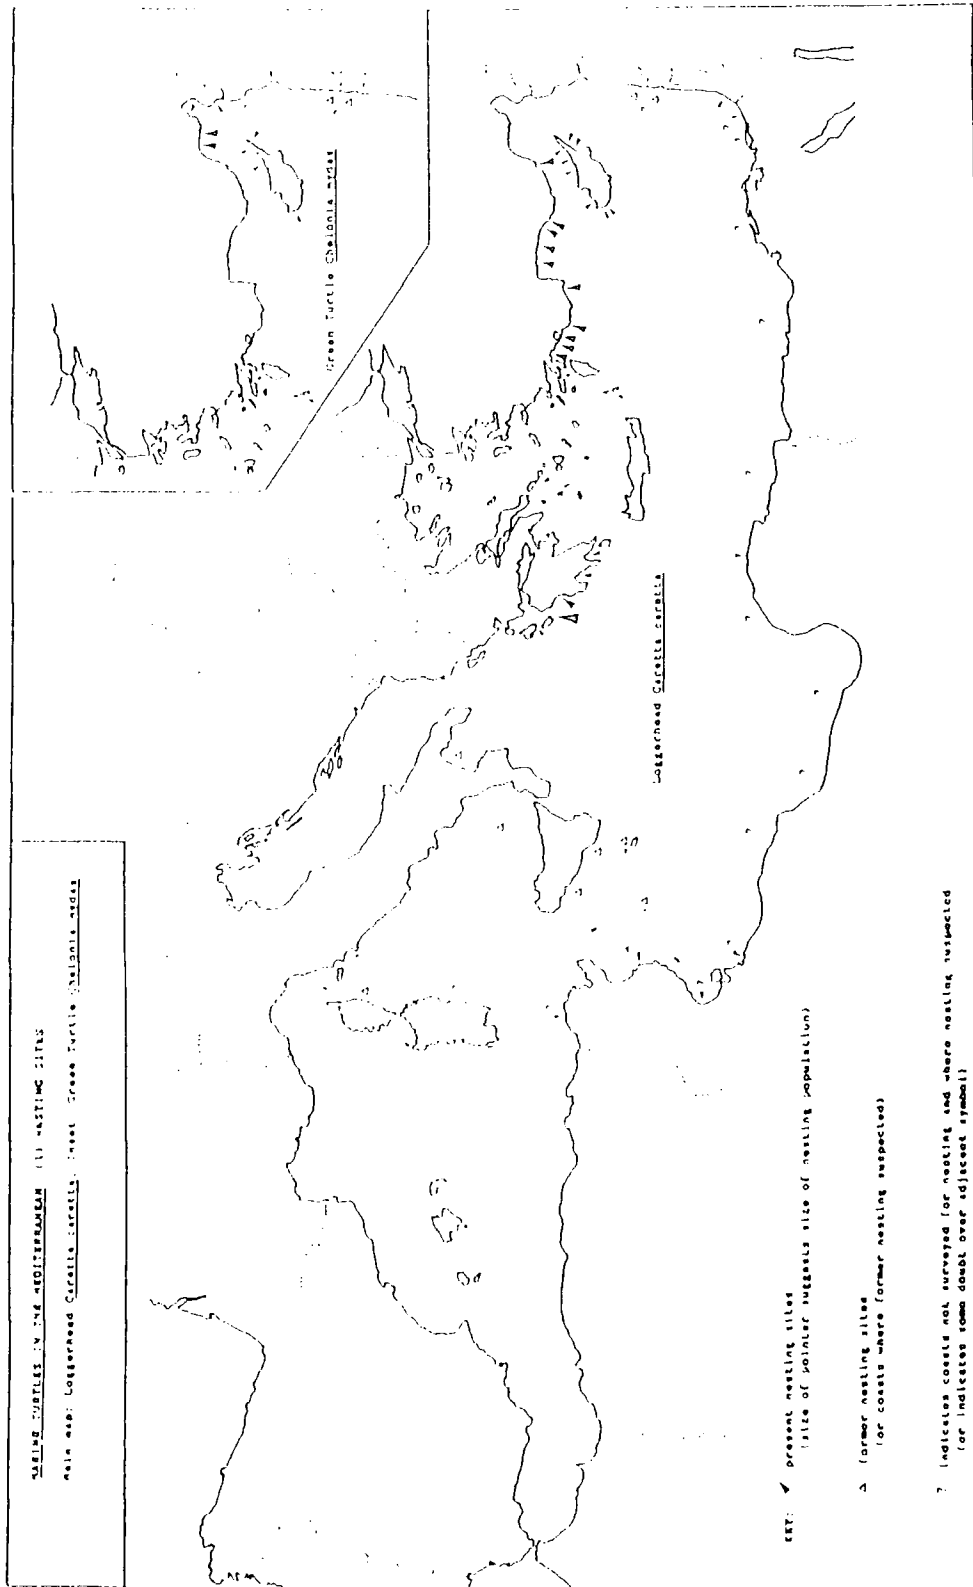 MARINE TURTLES IN THE MEDITERRANEAN (1) NESTING SITES
Main map: Loggerhead Caretta caretta. Inset Green Turtle Chelonia mydas
Green Turtle Chelonia mydas
Loggerhead Caretta caretta
KEY:
present nesting sites
(size of pointer suggests size of nesting population)
former nesting sites
(or coasts where former nesting suspected)
? indicates coasts not surveyed for nesting and where nesting suspected
(or indicates some doubt over adjacent symbol)